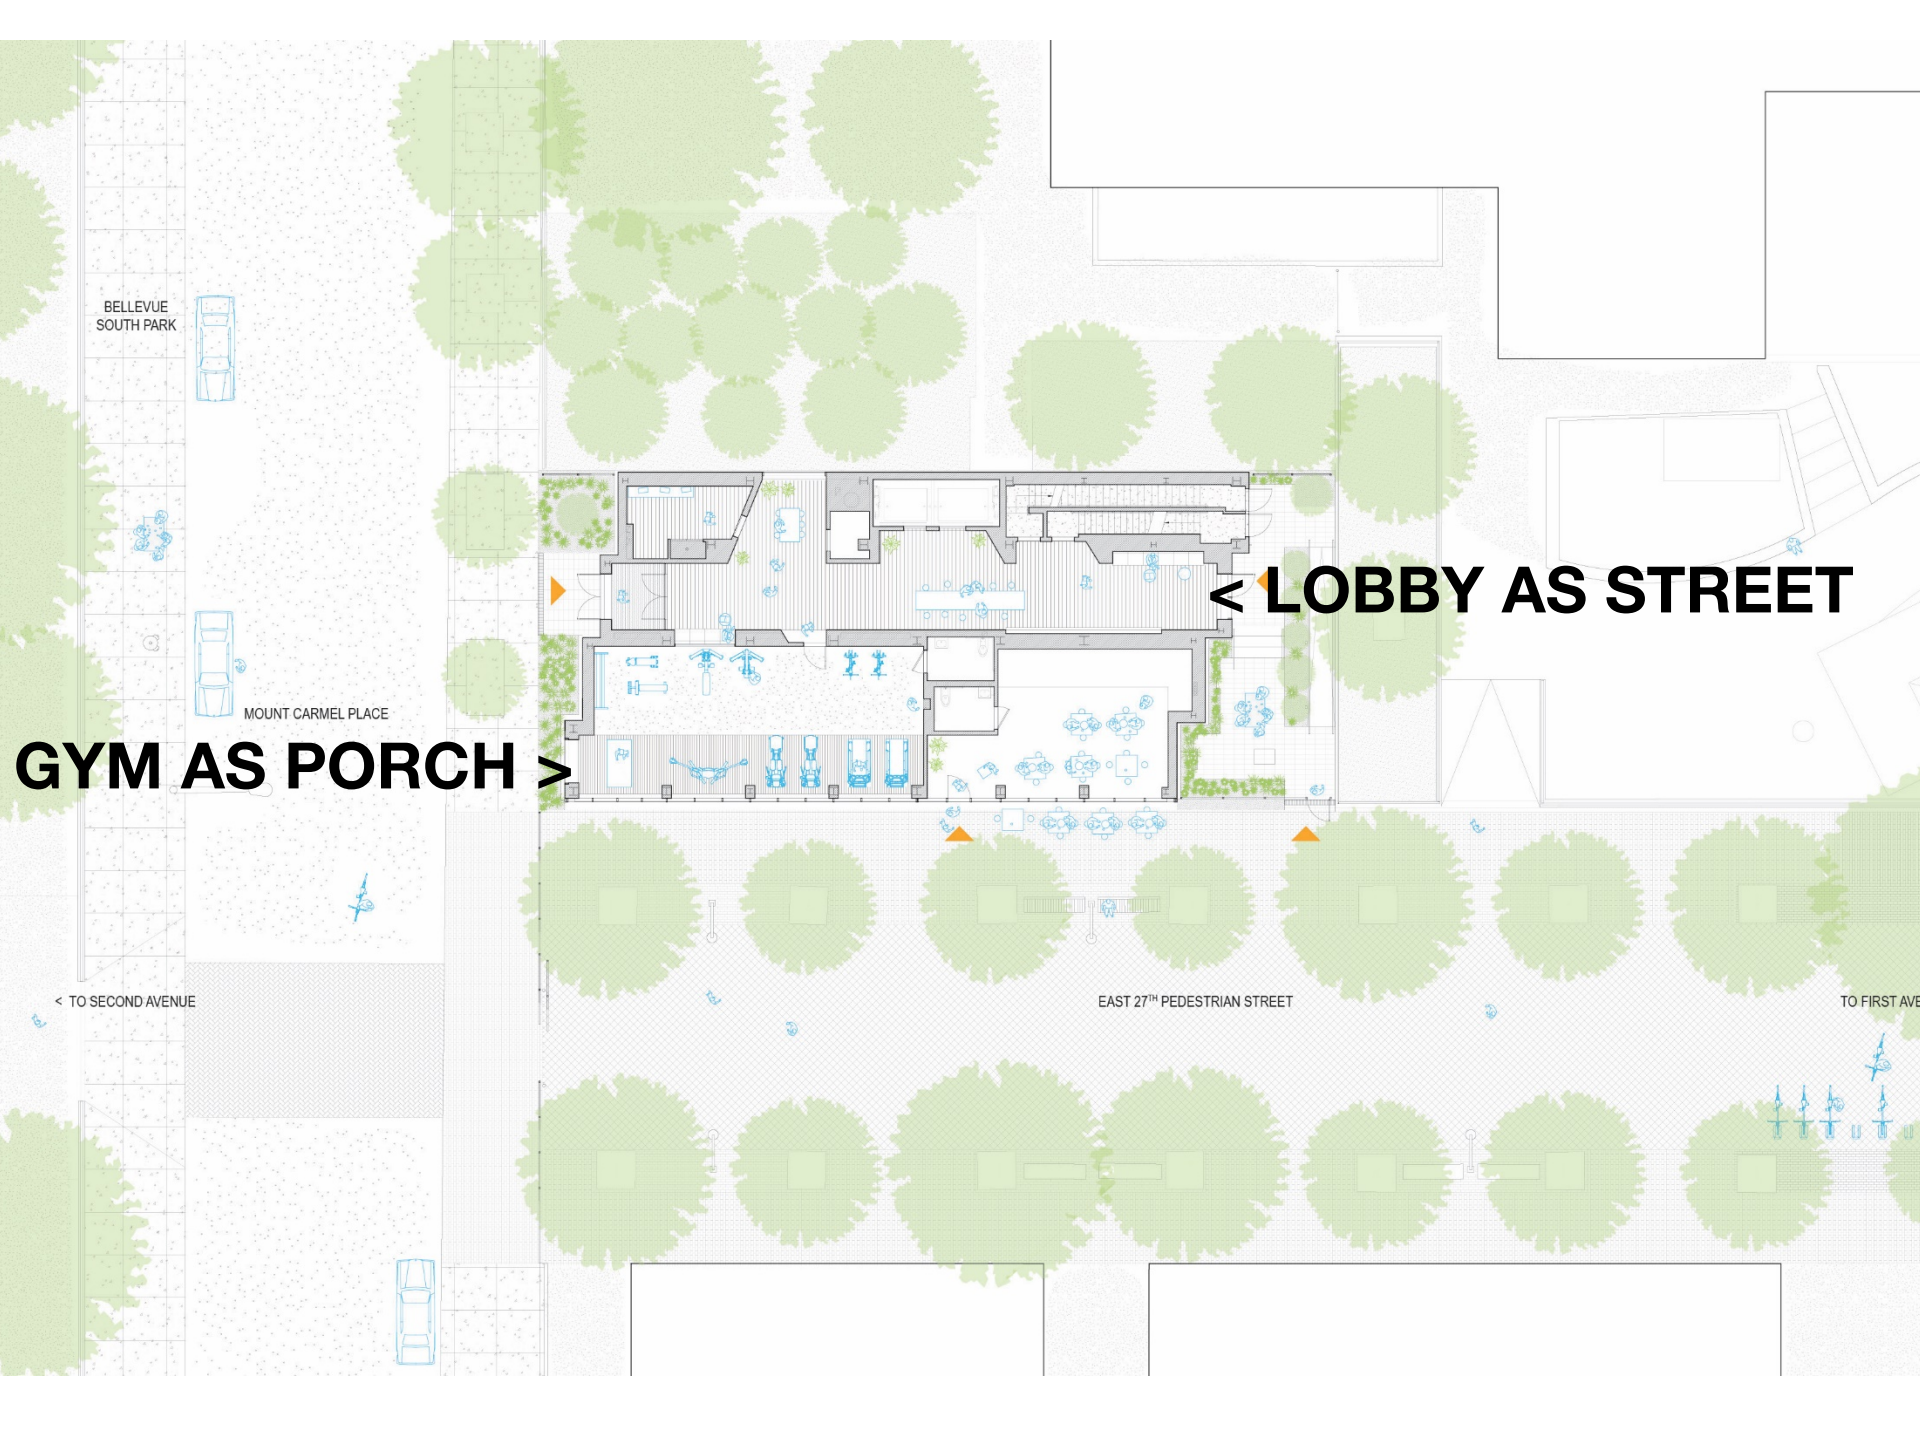 BELLEVUE
SOUTH PARK
< LOBBY AS STREET
MOUNT CARMEL PLACE
GYM AS PORCH >
< TO SECOND AVENUE
EAST 27TH PEDESTRIAN STREET
TO FIRST AVE